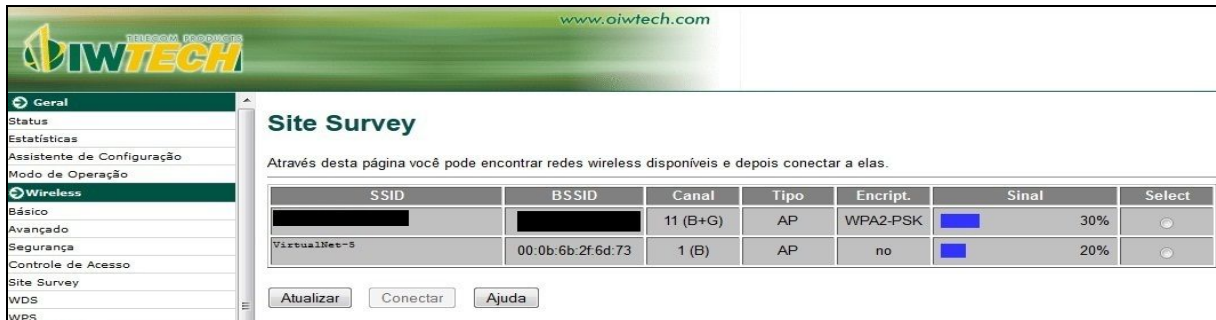 www.oiwtech.com
TELECOM PRODUCTS
OIWTECH
Geral
Status
Estatísticas
Assistente de Configuração
Modo de Operação
Wireless
Básico
Avançado
Segurança
Controle de Acesso
Site Survey
WDS
WPS
Site Survey
Através desta página você pode encontrar redes wireless disponíveis e depois conectar a elas.
SSID BSSID Canal Tipo Encript. Sinal Select
11 (B+G) AP WPA2-PSK 30%
VirtualNet-5 00:0b:6b:2f:6d:73 1 (B) AP no 20%
Atualizar Conectar Ajuda